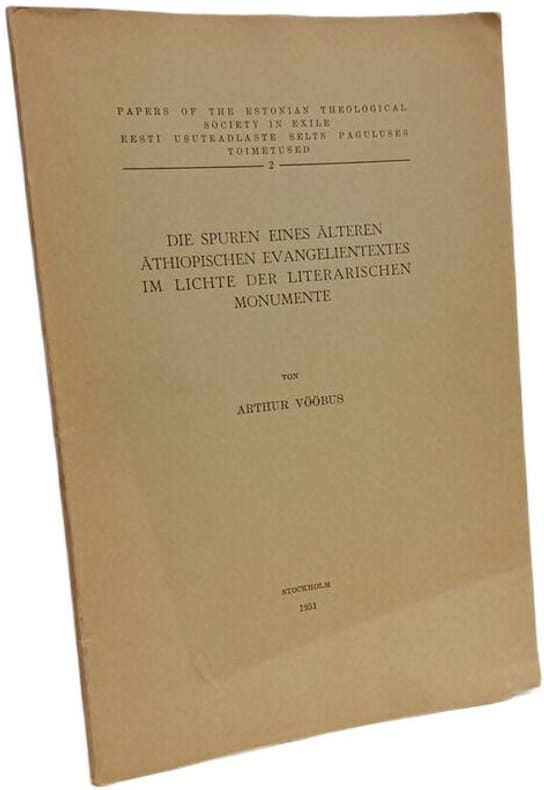 PAPERS OF THE ESTONIAN THEOLOGICAL
SOCIETY IN EXILE
EESTI USUTEADLASTE SELTS PAGULUSES
TOIMETUSED
2
DIE SPUREN EINES ÄLTEREN
ÄTHIOPISCHEN EVANGELIENTEXTES
IM LICHTE DER LITERARISCHEN
MONUMENTE
VON
ARTHUR VÖÖBUS
STOCKHOLM
1951